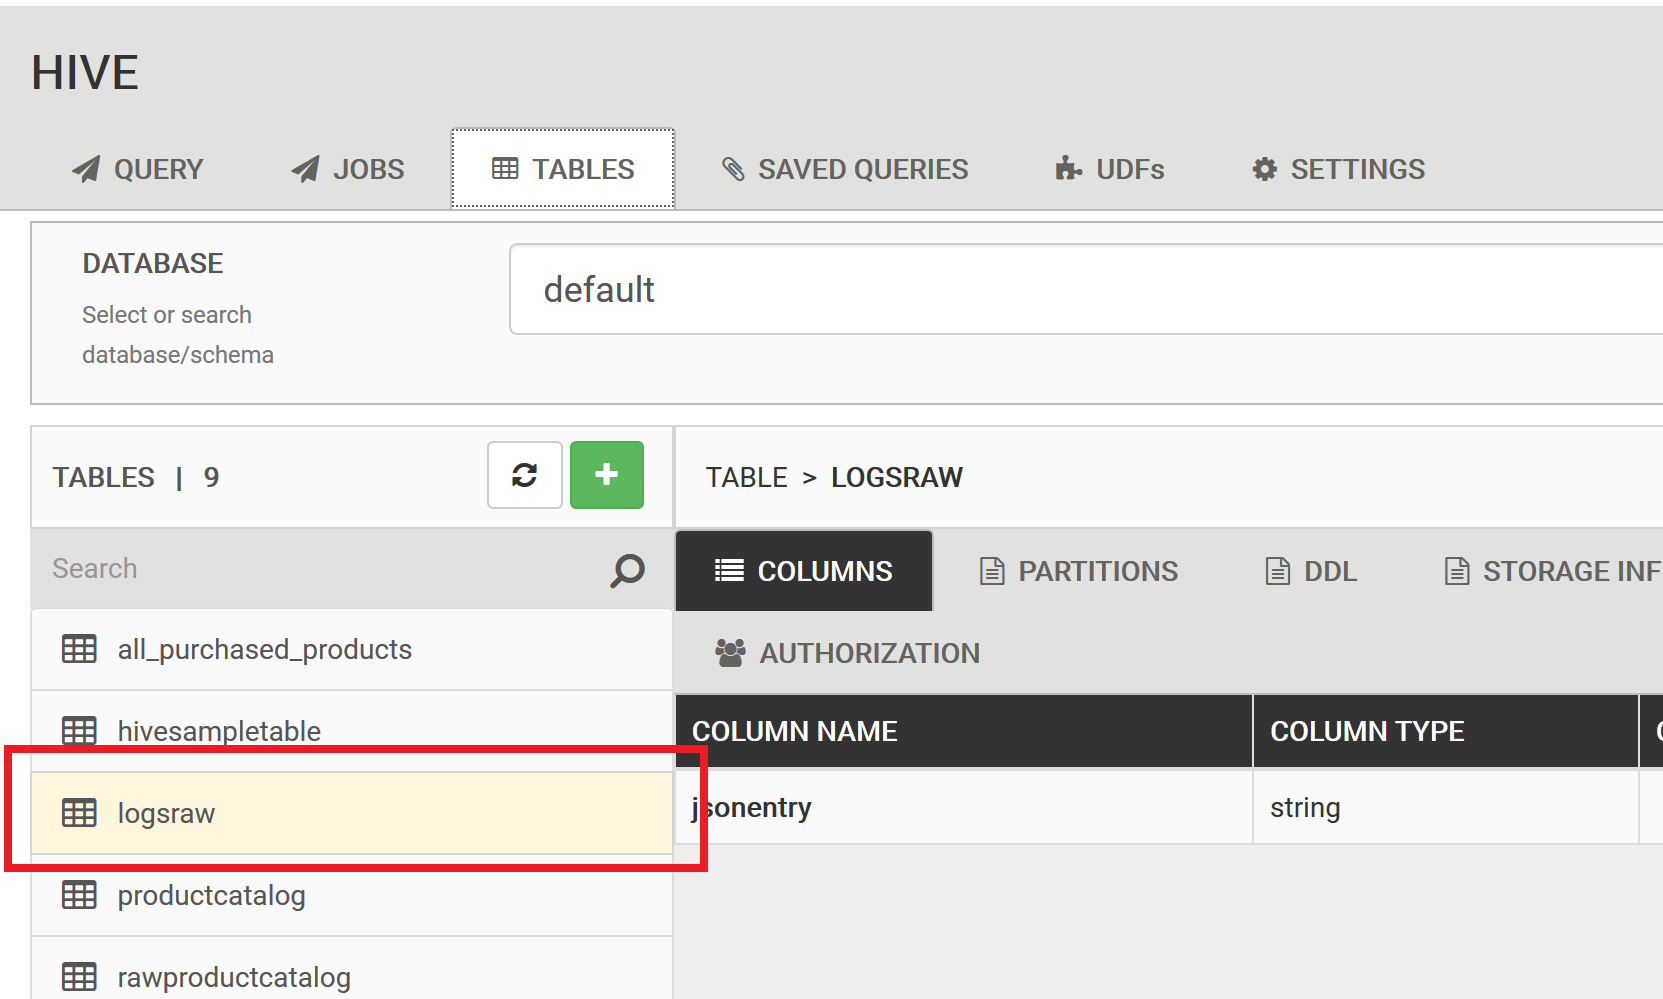 HIVE
QUERY JOBS TABLES SAVED QUERIES UDFs SETTINGS
DATABASE
default
Select or search
database/schema
TABLES | 9
TABLE > LOGSRAW
Search
COLUMNS PARTITIONS DDL STORAGE INF
AUTHORIZATION
all_purchased_products
hivesampletable
logsraw
productcatalog
rawproductcatalog
COLUMN NAME COLUMN TYPE
jsonentry string